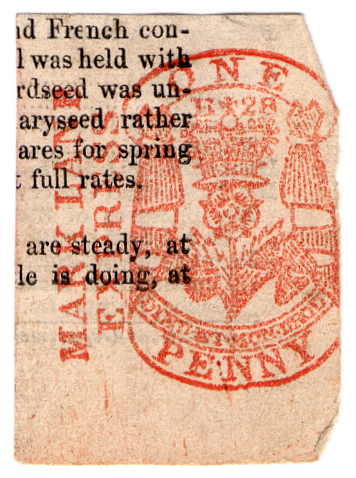 nd French con-
l was held with
rdseed was un-
aryseed rather
ares for spring
t full rates.
are steady, at
le is doing, at
MARK LANE
EXPRESS
ONE
28
PENNY